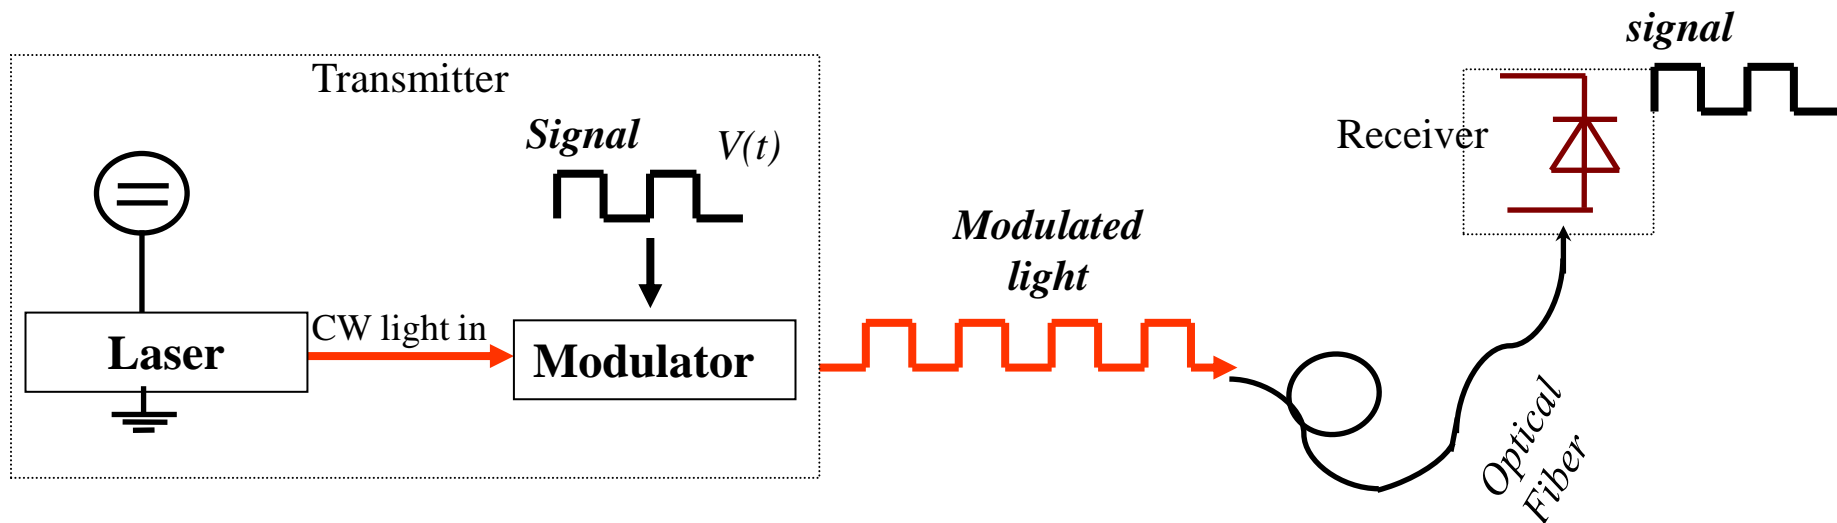 Transmitter
Signal
V(t)
Laser
CW light in
Modulator
Modulated
light
Optical
Fiber
Receiver
signal